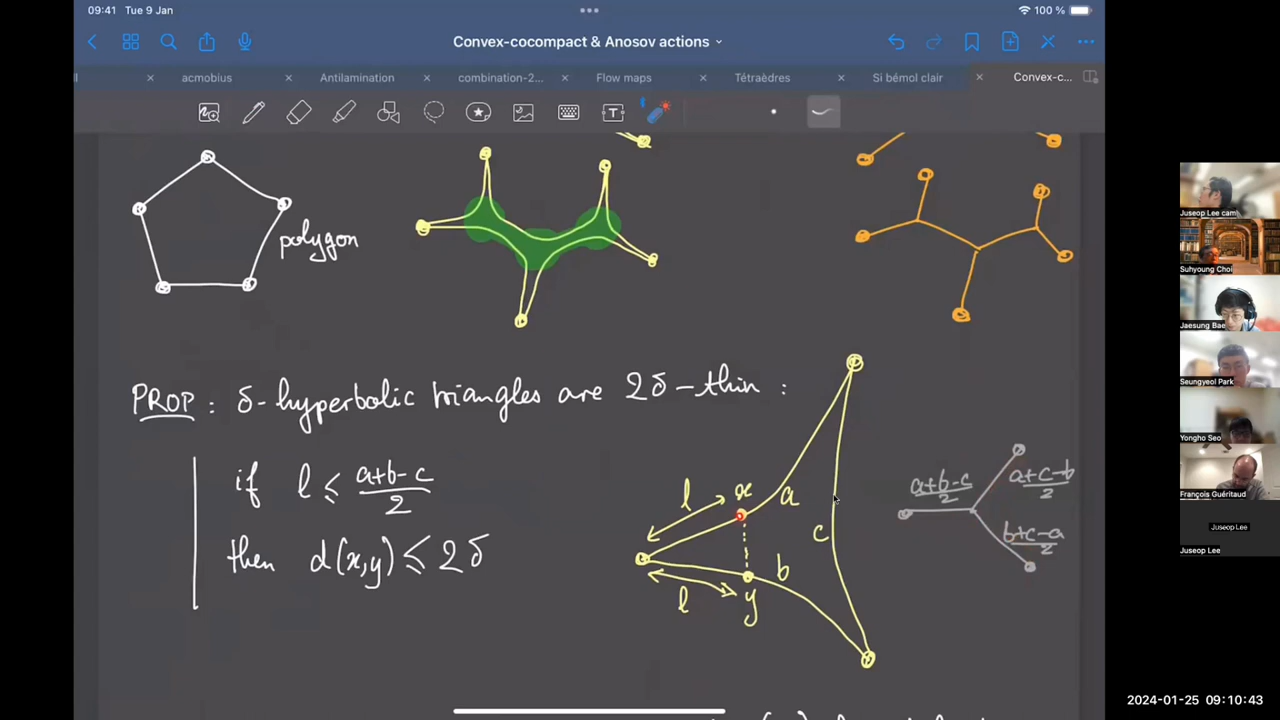 09:41 Tue 9 Jan
100 %
Convex-cocompact & Anosov actions
acmobius
Antilamination
combination-2...
Flow maps
Tétraèdres
Si bémol clair
Convex-c...
polygon
PROP : δ-hyperbolic triangles are 2δ-thin :
if l ≤ (a+b-c)/2
then d(x,y) ≤ 2δ
l
x
a
c
b
l
y
(a+b-c)/2
(a+c-b)/2
(b+c-a)/2
Juseop Lee cam
Suhyoung Choi
Jaesung Bae
Seungyeol Park
Yongho Seo
François Guéritaud
Juseop Lee
Juseop Lee
2024-01-25 09:10:43